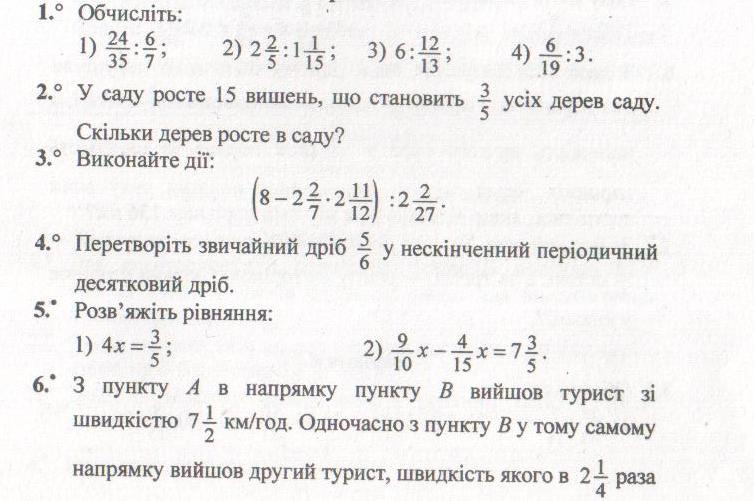 1.° Обчисліть:
1) 24/35 : 6/7; 2) 2 2/5 : 1 1/15; 3) 6 : 12/13; 4) 6/19 : 3.
2.° У саду росте 15 вишень, що становить 3/5 усіх дерев саду.
Скільки дерев росте в саду?
3.° Виконайте дії:
(8 − 2 2/7 · 2 11/12) : 2 2/27.
4.° Перетворіть звичайний дріб 5/6 у нескінченний періодичний
десятковий дріб.
5.• Розв'яжіть рівняння:
1) 4x = 3/5; 2) 9/10 x − 4/15 x = 7 3/5.
6.• З пункту A в напрямку пункту B вийшов турист зі
швидкістю 7 1/2 км/год. Одночасно з пункту B у тому самому
напрямку вийшов другий турист, швидкість якого в 2 1/4 раза